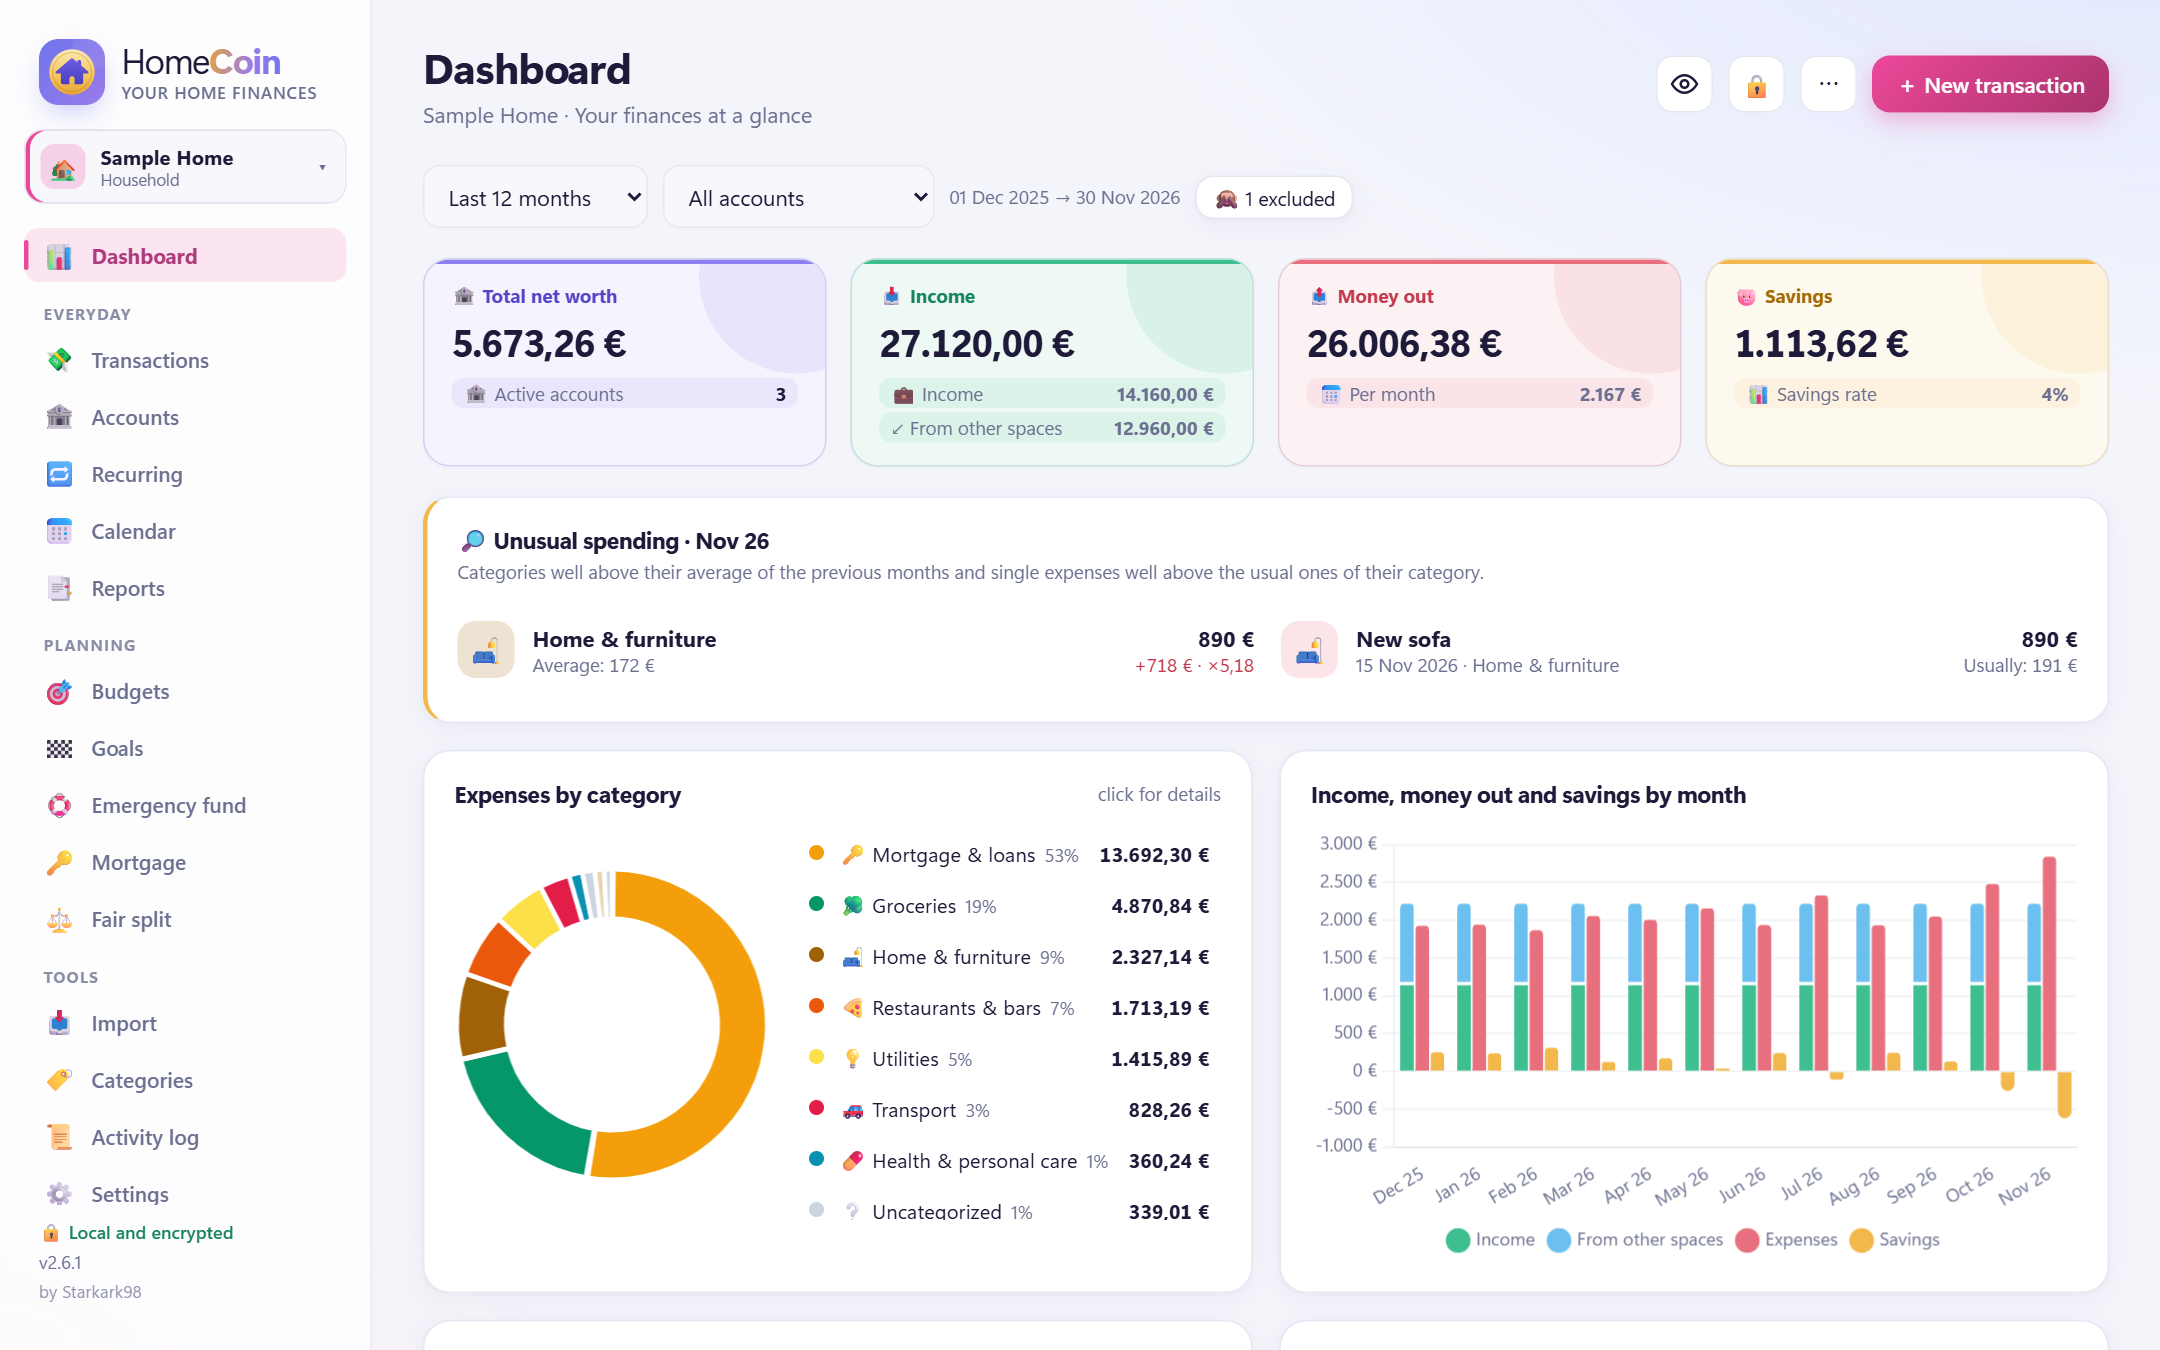 HomeCoin
YOUR HOME FINANCES
Sample Home
Household
Dashboard
EVERYDAY
Transactions
Accounts
Recurring
Calendar
Reports
PLANNING
Budgets
Goals
Emergency fund
Mortgage
Fair split
TOOLS
Import
Categories
Activity log
Settings
Local and encrypted
v2.6.1
by Starkark98
Dashboard
Sample Home · Your finances at a glance
+ New transaction
Last 12 months
All accounts
01 Dec 2025 → 30 Nov 2026
1 excluded
Total net worth
5.673,26 €
Active accounts 3
Income
27.120,00 €
Income 14.160,00 €
↙ From other spaces 12.960,00 €
Money out
26.006,38 €
Per month 2.167 €
Savings
1.113,62 €
Savings rate 4%
Unusual spending · Nov 26
Categories well above their average of the previous months and single expenses well above the usual ones of their category.
Home & furniture 890 €
Average: 172 € +718 € · ×5,18
New sofa 890 €
15 Nov 2026 · Home & furniture Usually: 191 €
Expenses by category click for details
Mortgage & loans 53% 13.692,30 €
Groceries 19% 4.870,84 €
Home & furniture 9% 2.327,14 €
Restaurants & bars 7% 1.713,19 €
Utilities 5% 1.415,89 €
Transport 3% 828,26 €
Health & personal care 1% 360,24 €
Uncategorized 1% 339,01 €
Income, money out and savings by month
3.000 €
2.500 €
2.000 €
1.500 €
1.000 €
500 €
0 €
-500 €
-1.000 €
Dec 25 Jan 26 Feb 26 Mar 26 Apr 26 May 26 Jun 26 Jul 26 Aug 26 Sep 26 Oct 26 Nov 26
Income From other spaces Expenses Savings